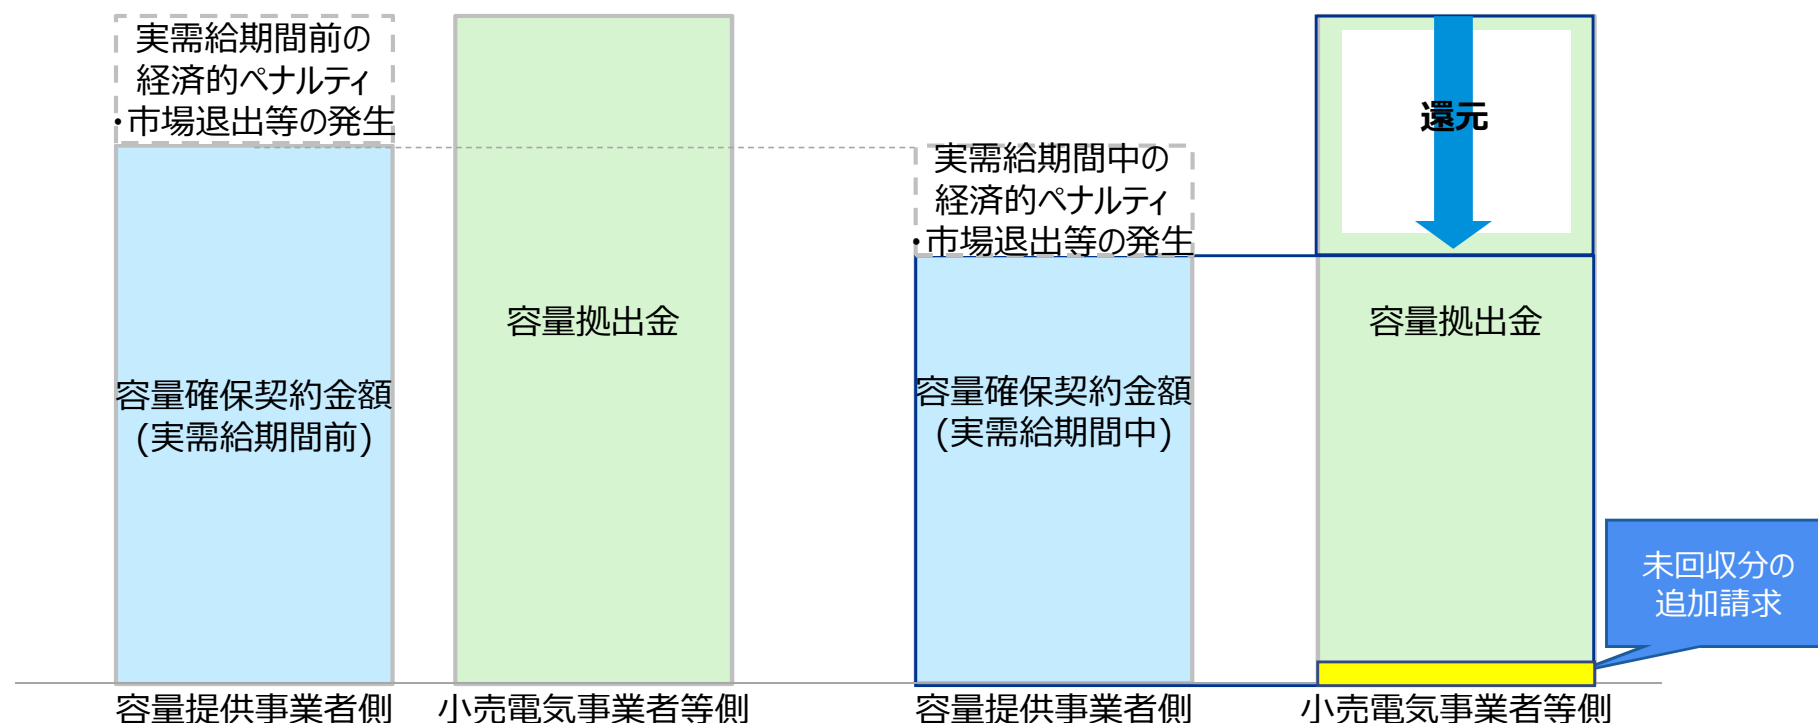 実需給期間前の
経済的ペナルティ
・市場退出等の発生
容量確保契約金額
(実需給期間前)
容量拠出金
実需給期間中の
経済的ペナルティ
・市場退出等の発生
容量確保契約金額
(実需給期間中)
還元
容量拠出金
未回収分の
追加請求
容量提供事業者側
小売電気事業者等側
容量提供事業者側
小売電気事業者等側